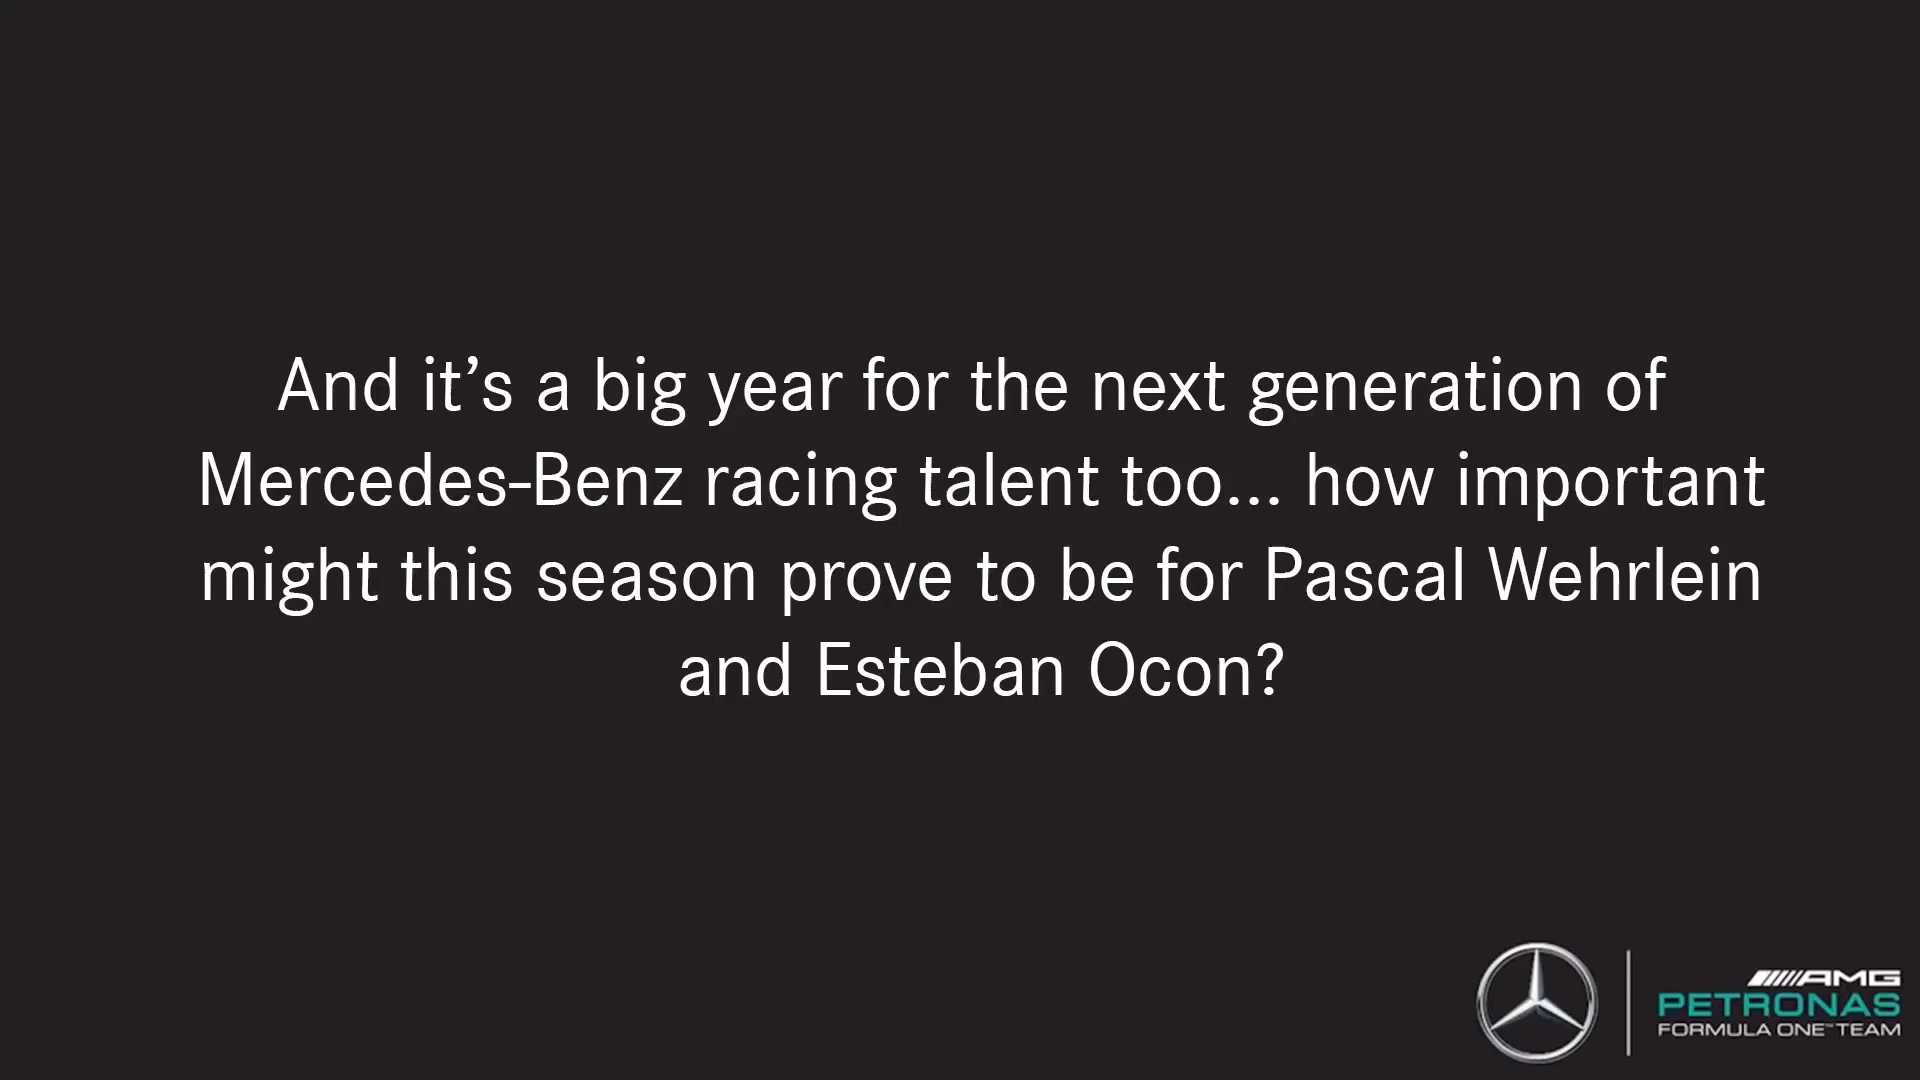 And it’s a big year for the next generation of
Mercedes-Benz racing talent too... how important
might this season prove to be for Pascal Wehrlein
and Esteban Ocon?
AMG
PETRONAS
FORMULA ONE™ TEAM